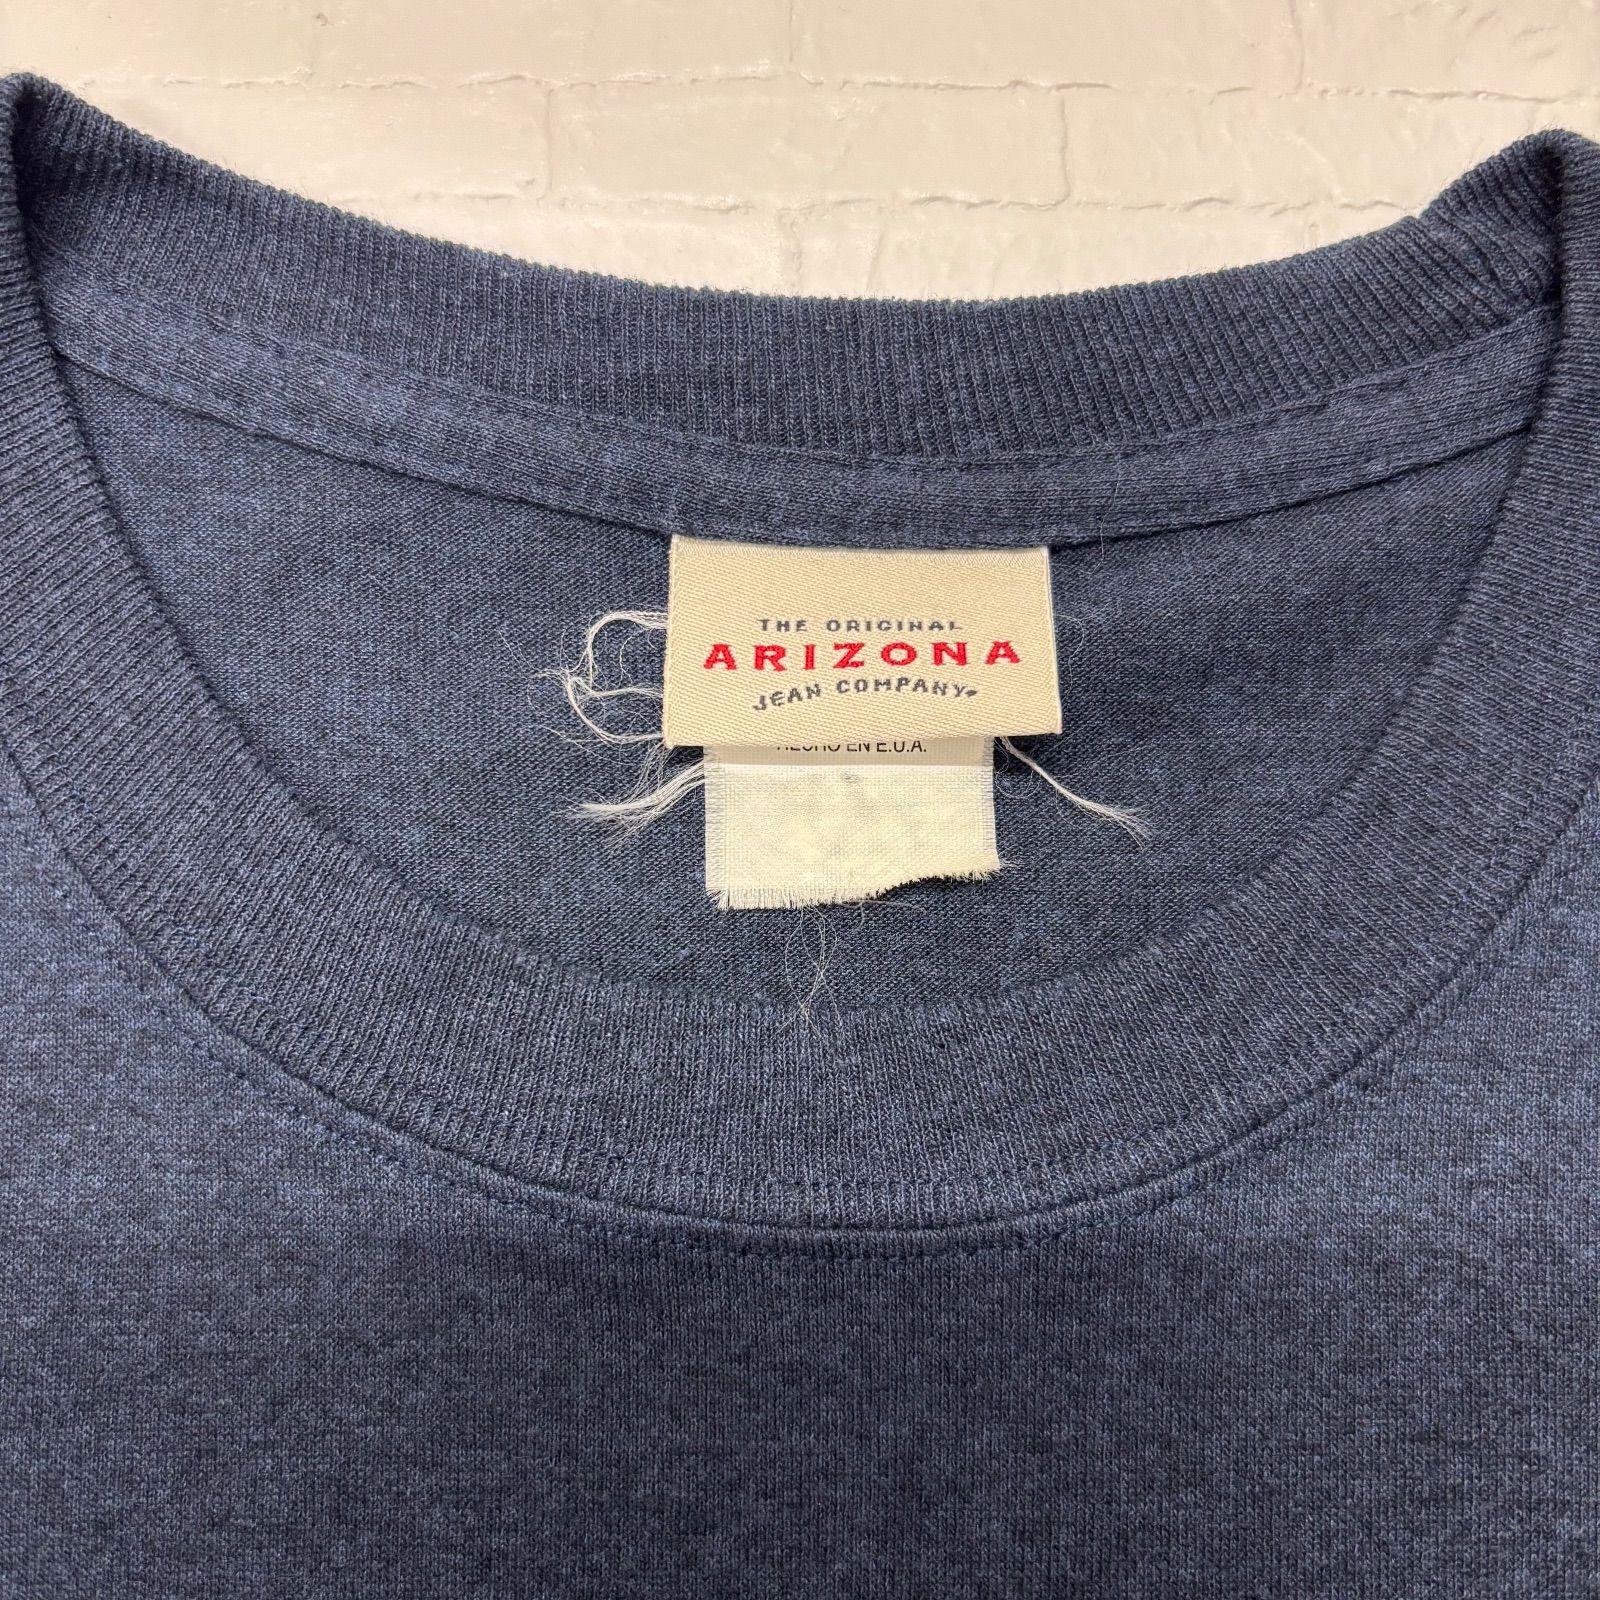 THE ORIGINAL
ARIZONA
JEAN COMPANY.
HECHO EN E.U.A.